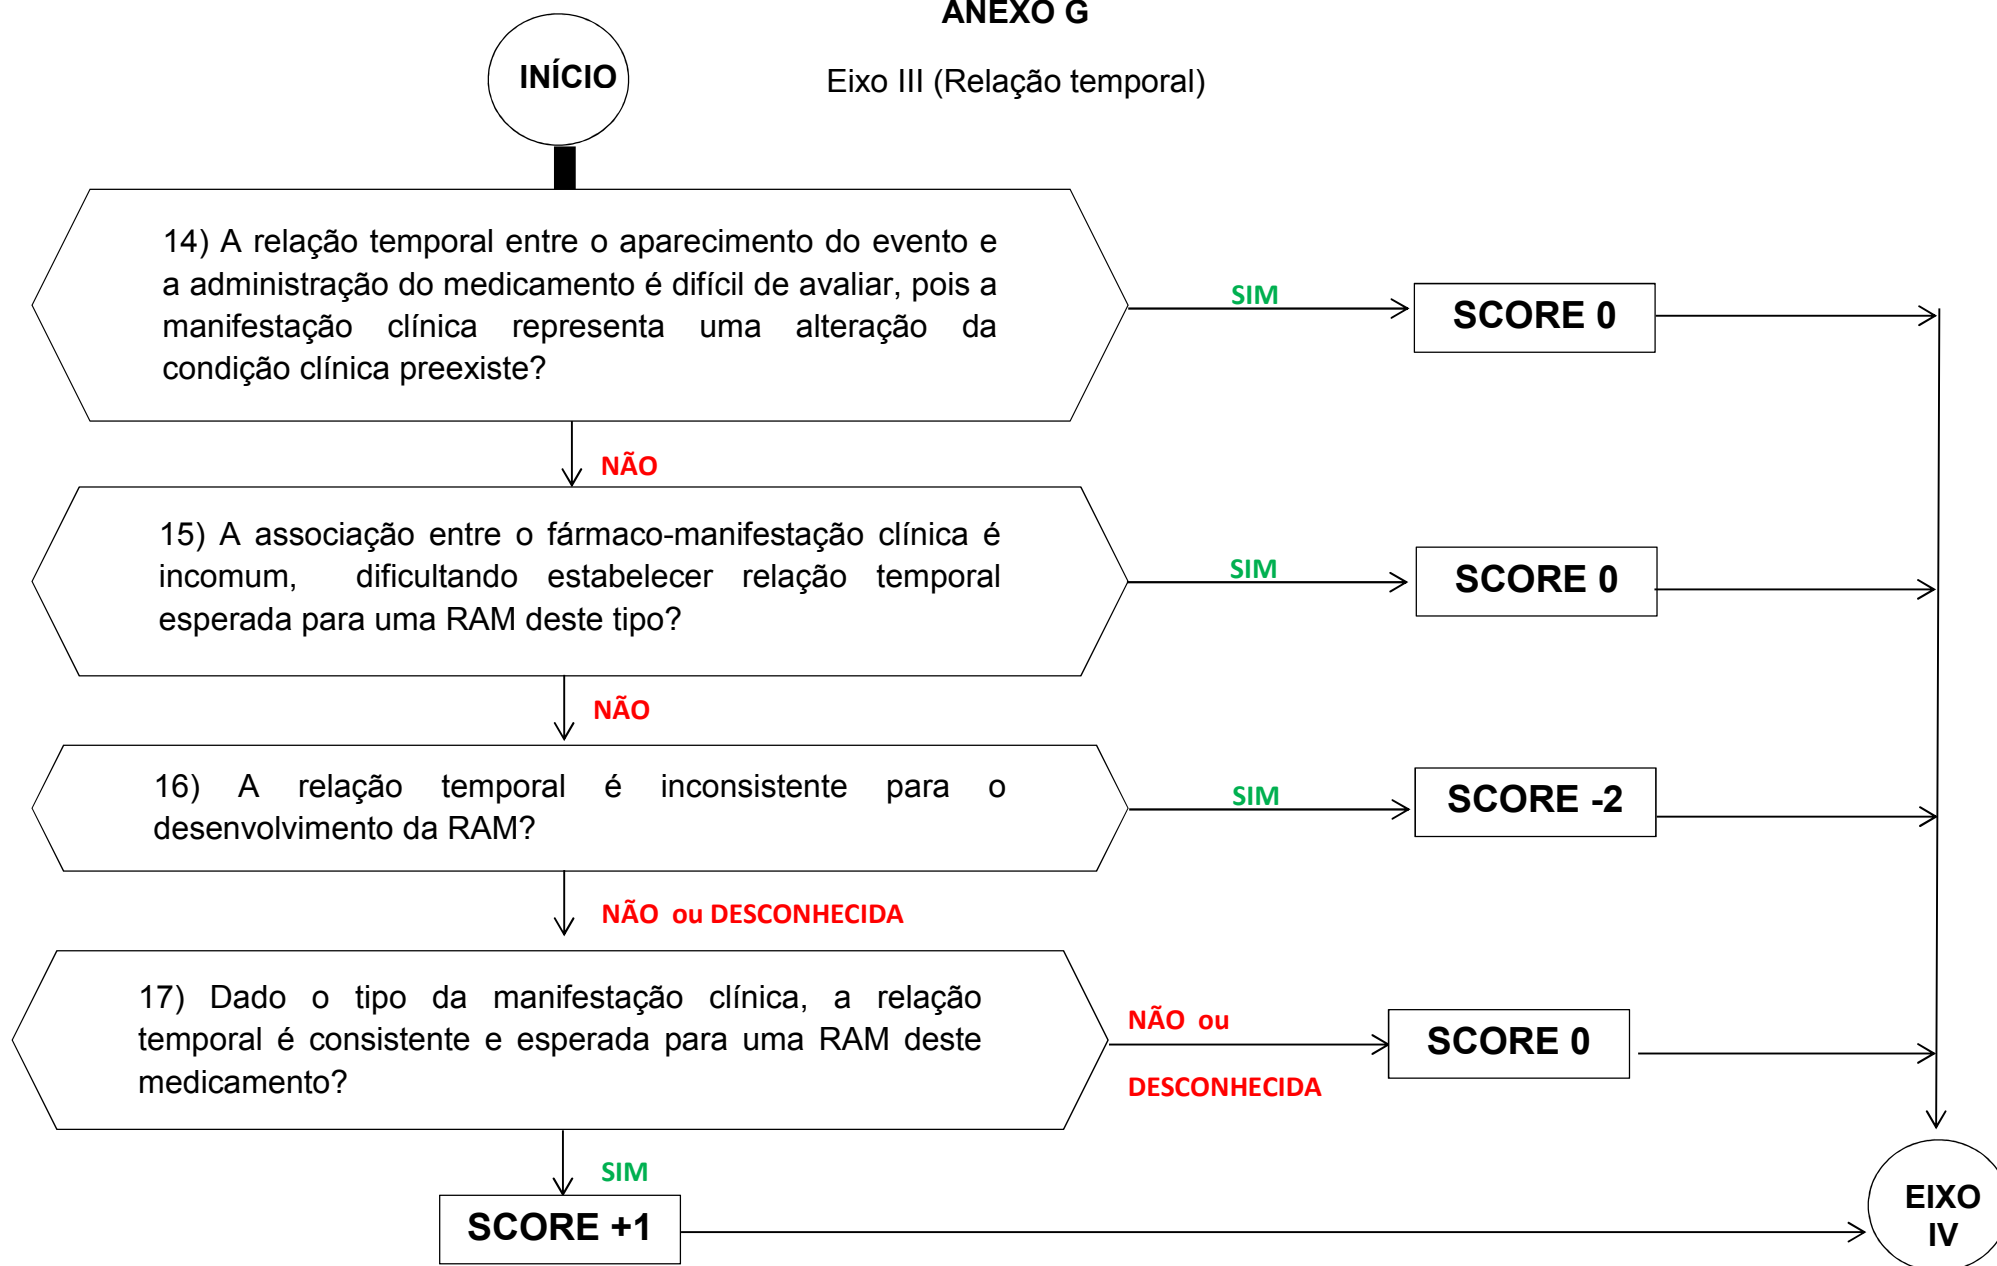 ANEXO G
INÍCIO
Eixo III (Relação temporal)
14) A relação temporal entre o aparecimento do evento e
a administração do medicamento é difícil de avaliar, pois a
manifestação clínica representa uma alteração da
condição clínica preexiste?
SIM
SCORE 0
NÃO
15) A associação entre o fármaco-manifestação clínica é
incomum, dificultando estabelecer relação temporal
esperada para uma RAM deste tipo?
SIM
SCORE 0
NÃO
16) A relação temporal é inconsistente para o
desenvolvimento da RAM?
SIM
SCORE -2
NÃO ou DESCONHECIDA
17) Dado o tipo da manifestação clínica, a relação
temporal é consistente e esperada para uma RAM deste
medicamento?
NÃO ou
DESCONHECIDA
SCORE 0
SIM
SCORE +1
EIXO
IV